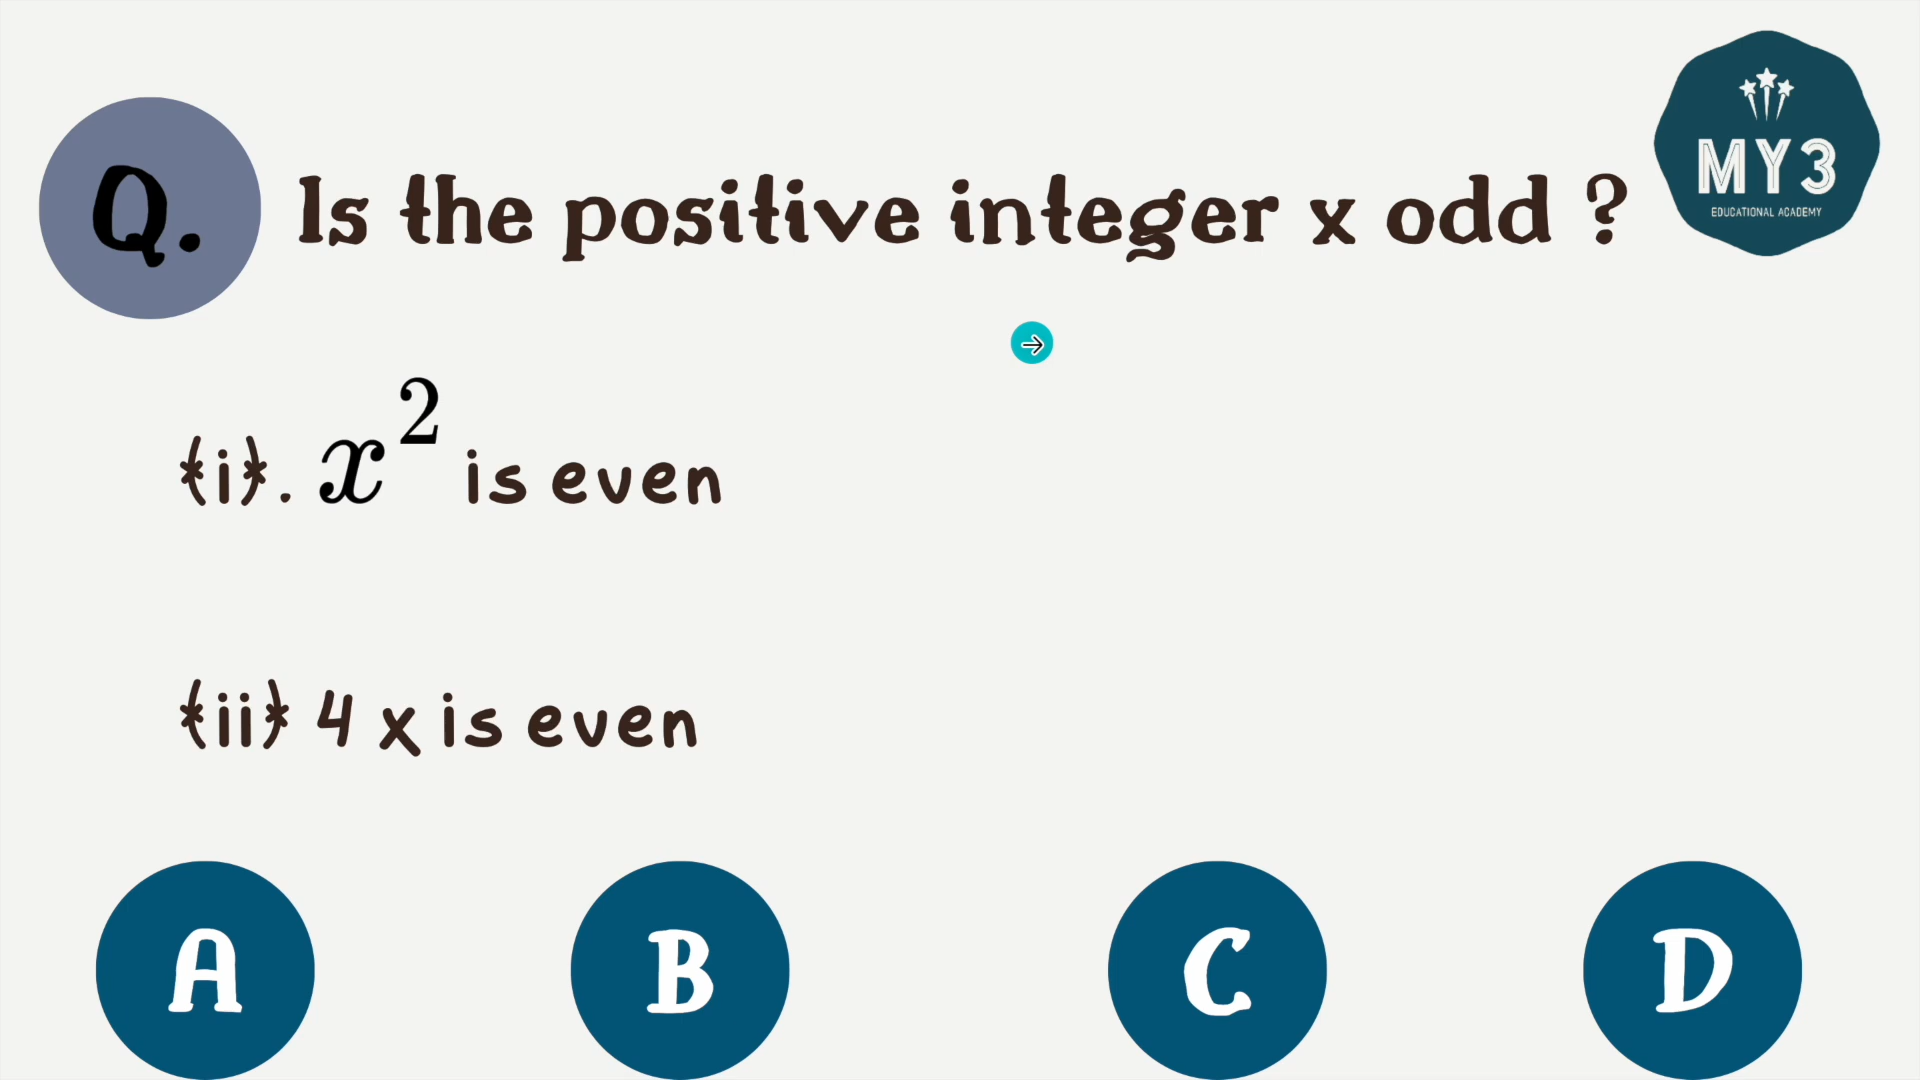 MY3
EDUCATIONAL ACADEMY
Q. Is the positive integer x odd ?
(i). x² is even
(ii) 4 x is even
A B C D